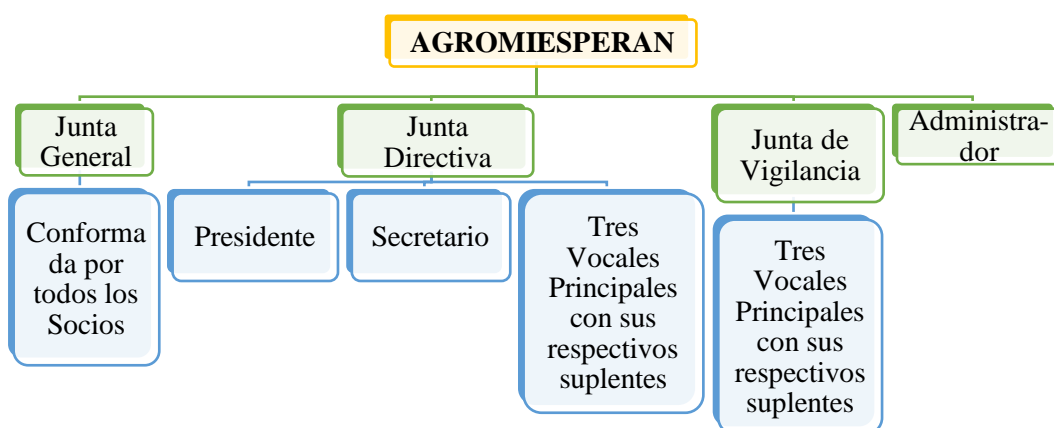 AGROMIESPERAN
Junta
General
Junta
Directiva
Junta de
Vigilancia
Administra-
dor
Conforma
da por
todos los
Socios
Presidente
Secretario
Tres
Vocales
Principales
con sus
respectivos
suplentes
Tres
Vocales
Principales
con sus
respectivos
suplentes